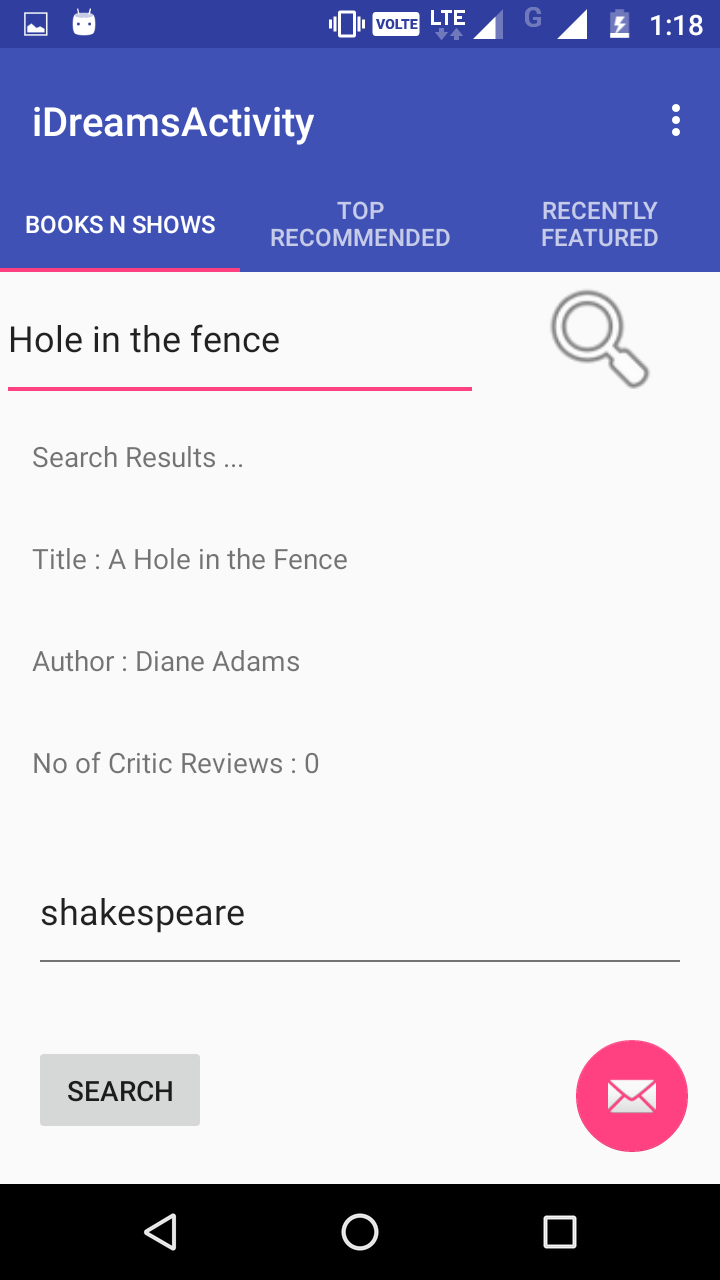 VOLTE LTE G 1:18
iDreamsActivity
BOOKS N SHOWS
TOP
RECOMMENDED
RECENTLY
FEATURED
Hole in the fence
Search Results ...
Title : A Hole in the Fence
Author : Diane Adams
No of Critic Reviews : 0
shakespeare
SEARCH